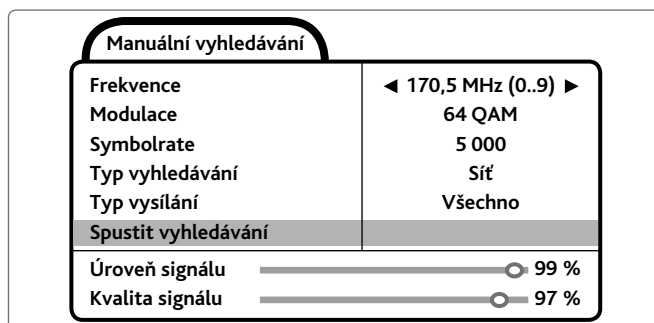 Manuální vyhledávání
Frekvence ◄ 170,5 MHz (0..9) ►
Modulace 64 QAM
Symbolrate 5 000
Typ vyhledávání Síť
Typ vysílání Všechno
Spustit vyhledávání
Úroveň signálu 99 %
Kvalita signálu 97 %